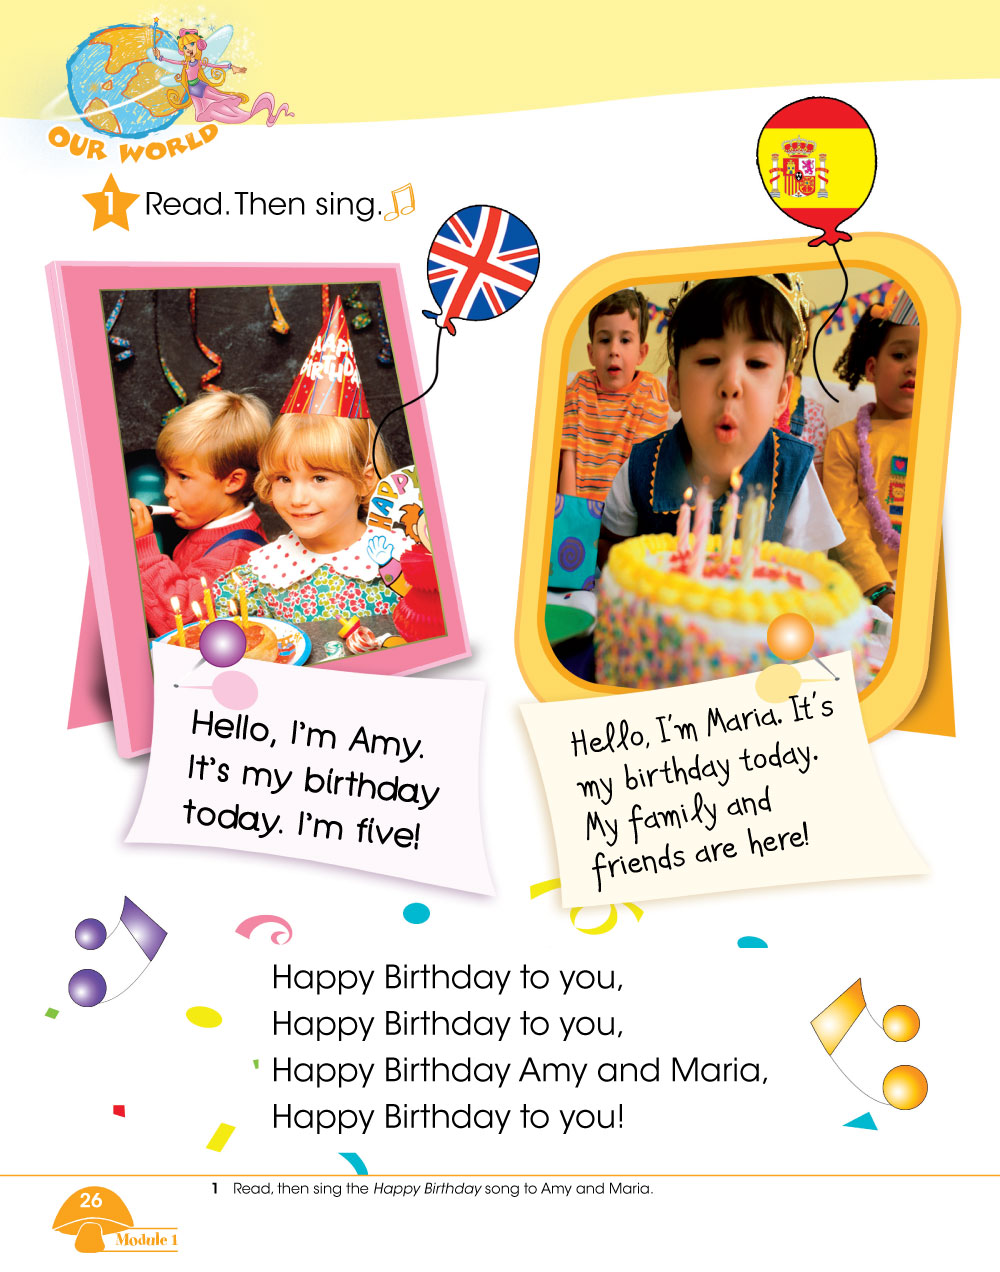 OUR WORLD
1 Read. Then sing.
HAPPY
BIRTHDAY
HAPPY
Hello, I'm Amy.
It's my birthday
today. I'm five!
Hello, I'm Maria. It's
my birthday today.
My family and
friends are here!
Happy Birthday to you,
Happy Birthday to you,
Happy Birthday Amy and Maria,
Happy Birthday to you!
1 Read, then sing the Happy Birthday song to Amy and Maria.
26
Module 1